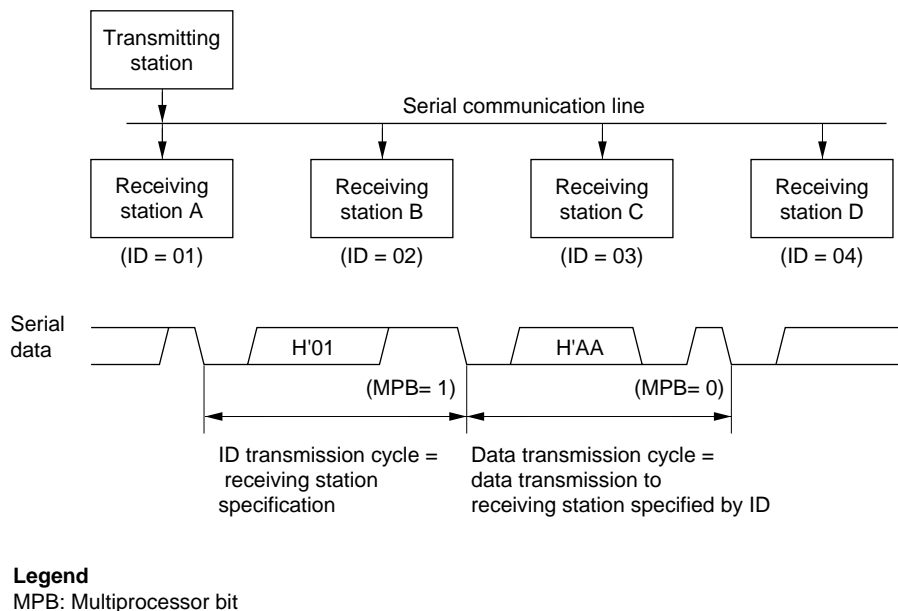 Transmitting
station
Serial communication line
Receiving
station A
Receiving
station B
Receiving
station C
Receiving
station D
(ID = 01)
(ID = 02)
(ID = 03)
(ID = 04)
Serial
data
H'01
H'AA
(MPB= 1)
(MPB= 0)
ID transmission cycle =
receiving station
specification
Data transmission cycle =
data transmission to
receiving station specified by ID
Legend
MPB: Multiprocessor bit